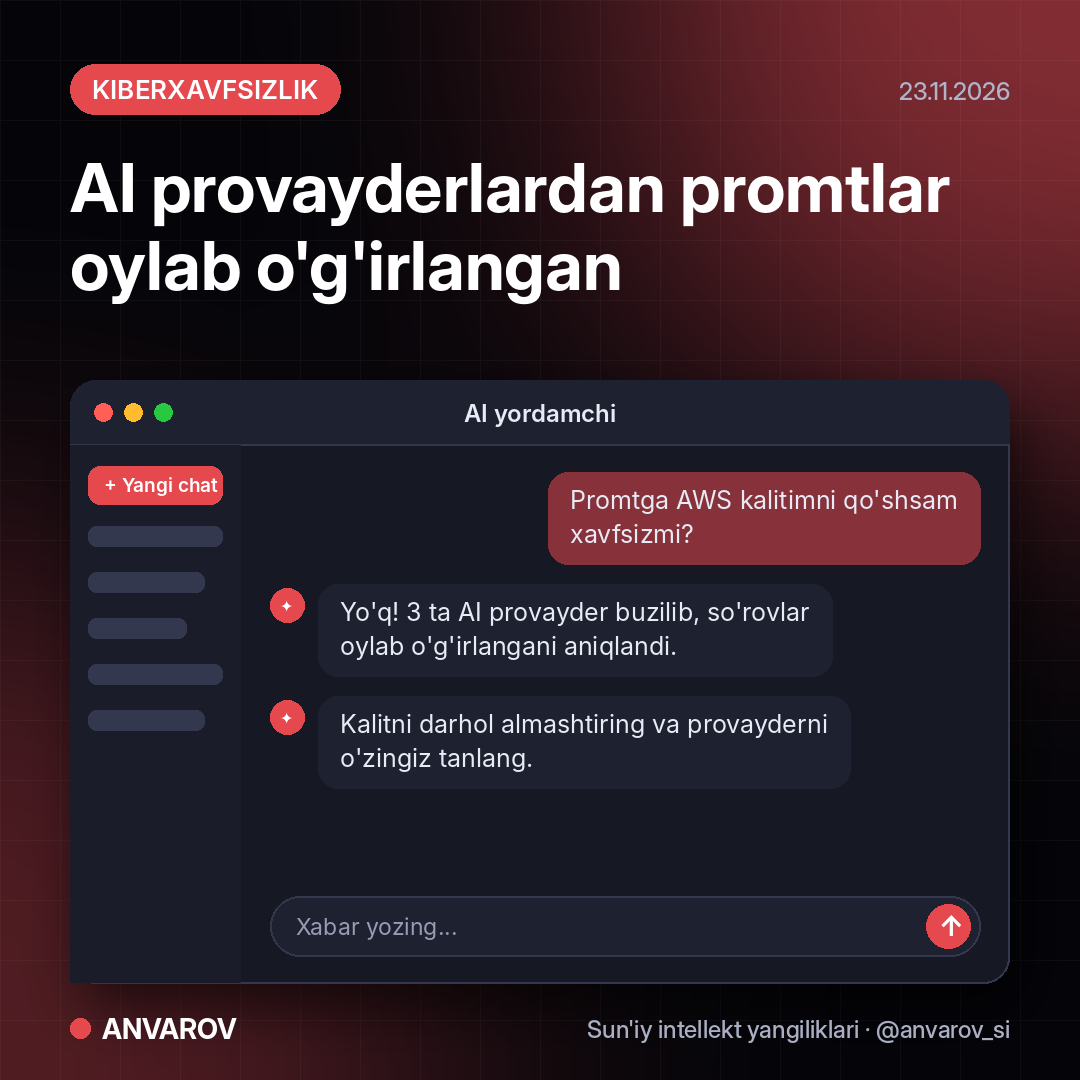 KIBERXAVFSIZLIK
23.11.2026
AI provayderlardan promtlar
oylab o'g'irlangan
AI yordamchi
+ Yangi chat
Promtga AWS kalitimni qo'shsam
xavfsizmi?
Yo'q! 3 ta AI provayder buzilib, so'rovlar
oylab o'g'irlangani aniqlandi.
Kalitni darhol almashtiring va provayderni
o'zingiz tanlang.
Xabar yozing...
ANVAROV
Sun'iy intellekt yangiliklari · @anvarov_si